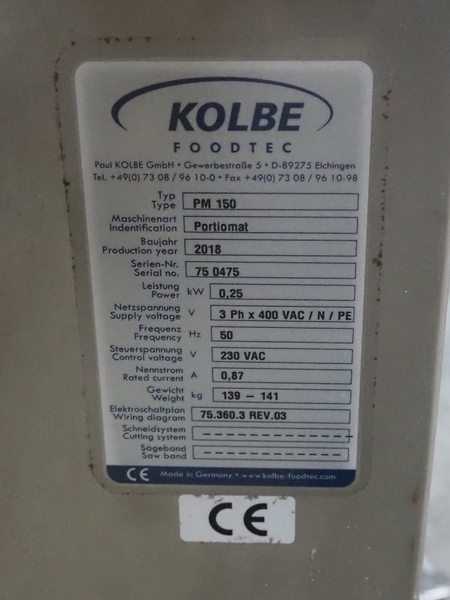 KOLBE
FOODTEC
Paul KOLBE GmbH • Gewerbestraße 5 • D-89275 Elchingen
Tel. +49(0) 73 08 / 96 10-0 • Fax +49(0) 73 08 / 96 10-98
Typ
Type PM 150
Maschinenart
Indentification Portiomat
Baujahr
Production year 2018
Serien-Nr.
Serial no. 75 0475
Leistung
Power kW 0,25
Netzspannung
Supply voltage V 3 Ph x 400 VAC / N / PE
Frequenz
Frequency Hz 50
Steuerspannung
Control voltage V 230 VAC
Nennstrom
Rated current A 0,87
Gewicht
Weight kg 139 - 141
Elektroschaltplan
Wiring diagram 75.360.3 REV.03
Schneidsystem
Cutting system ---------------
Sägeband
Saw band ---------------
CE Made in Germany • www.kolbe-foodtec.com
CE